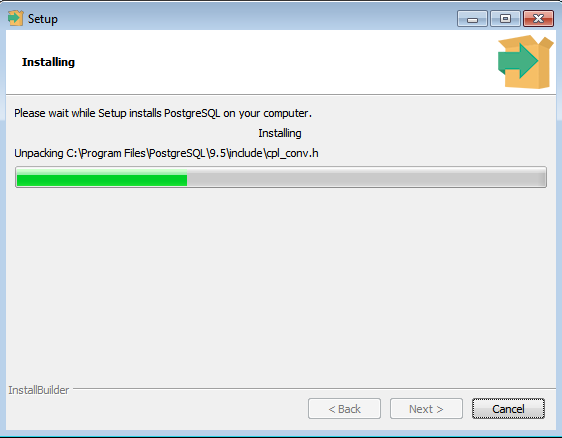 Setup
Installing
Please wait while Setup installs PostgreSQL on your computer.
Installing
Unpacking C:\Program Files\PostgreSQL\9.5\include\cpl_conv.h
InstallBuilder
< Back
Next >
Cancel